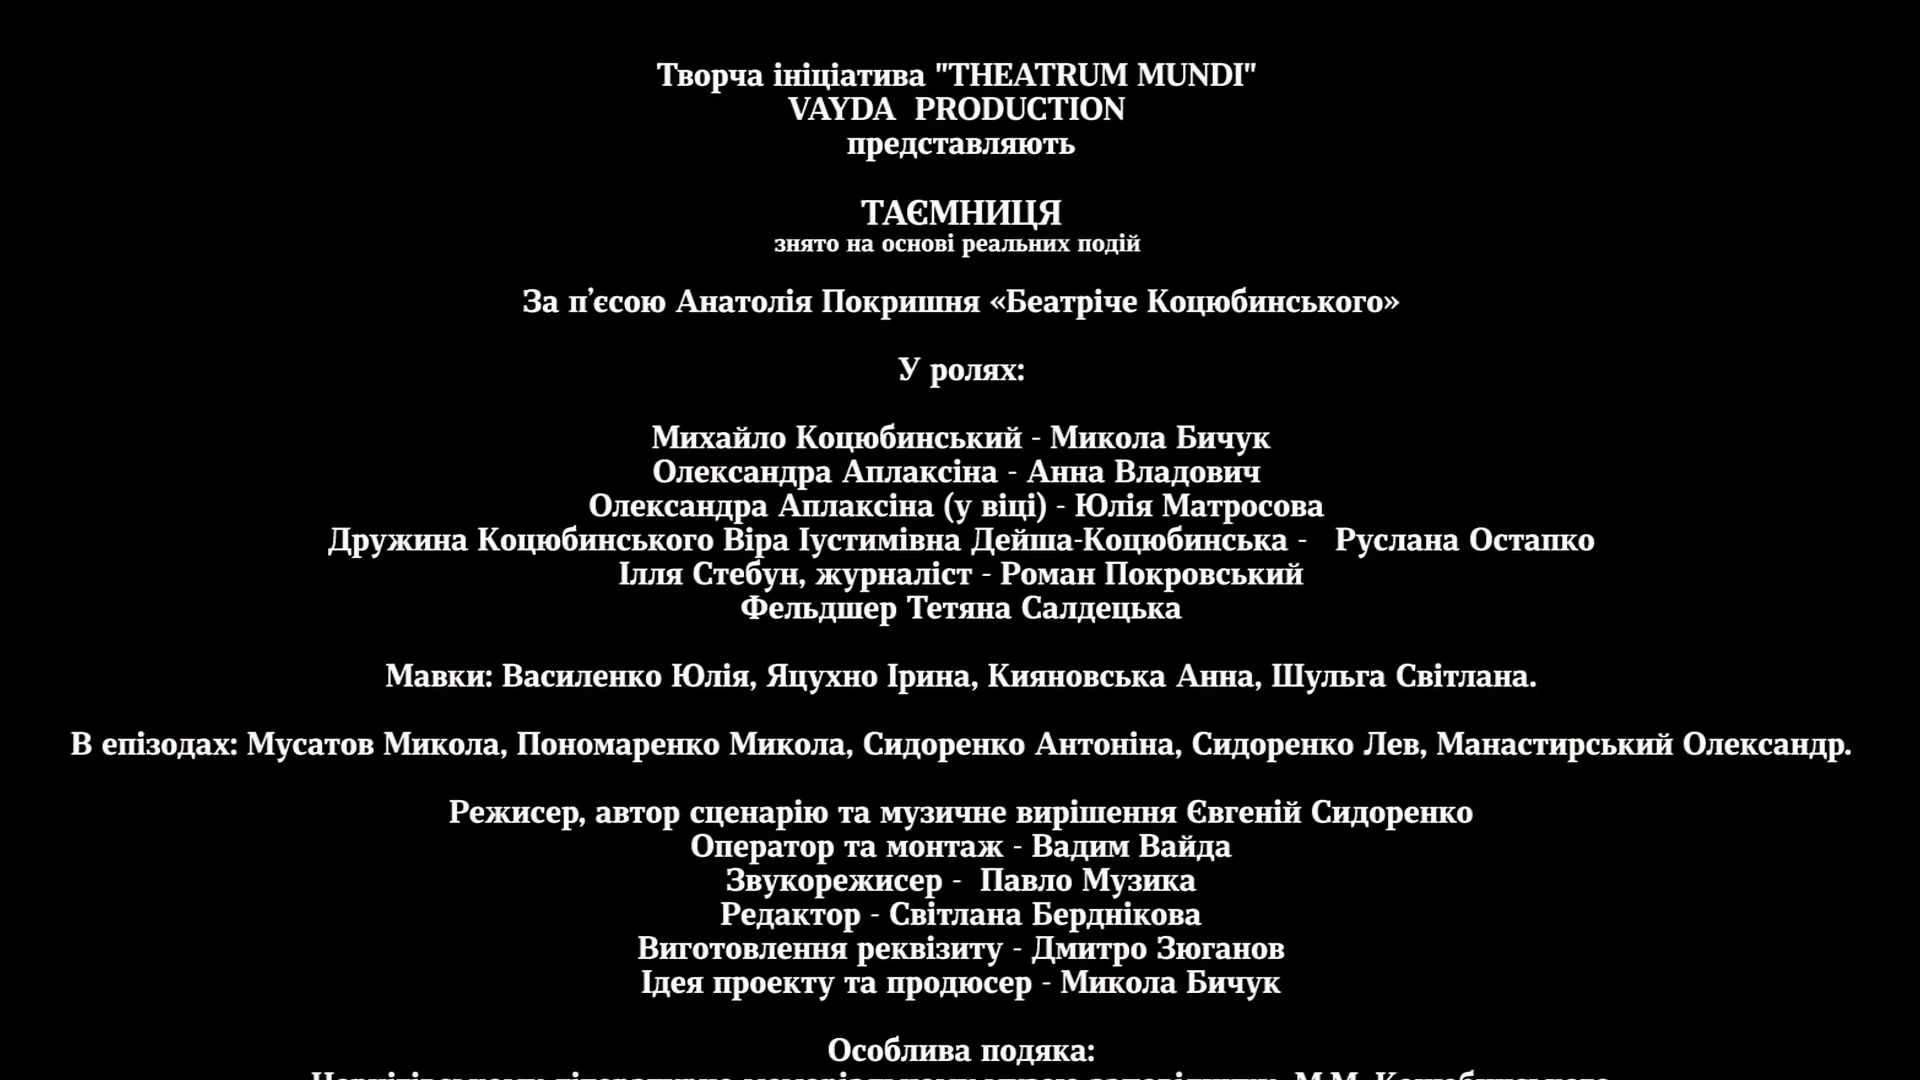 Творча ініціатива "THEATRUM MUNDI"
VAYDA PRODUCTION
представляють
ТАЄМНИЦЯ
знято на основі реальних подій
За п’єсою Анатолія Покришня «Беатріче Коцюбинського»
У ролях:
Михайло Коцюбинський - Микола Бичук
Олександра Аплаксіна - Анна Владович
Олександра Аплаксіна (у віці) - Юлія Матросова
Дружина Коцюбинського Віра Іустимівна Дейша-Коцюбинська - Руслана Остапко
Ілля Стебун, журналіст - Роман Покровський
Фельдшер Тетяна Салдецька
Мавки: Василенко Юлія, Яцухно Ірина, Кияновська Анна, Шульга Світлана.
В епізодах: Мусатов Микола, Пономаренко Микола, Сидоренко Антоніна, Сидоренко Лев, Манастирський Олександр.
Режисер, автор сценарію та музичне вирішення Євгеній Сидоренко
Оператор та монтаж - Вадим Вайда
Звукорежисер - Павло Музика
Редактор - Світлана Берднікова
Виготовлення реквізиту - Дмитро Зюганов
Ідея проекту та продюсер - Микола Бичук
Особлива подяка: